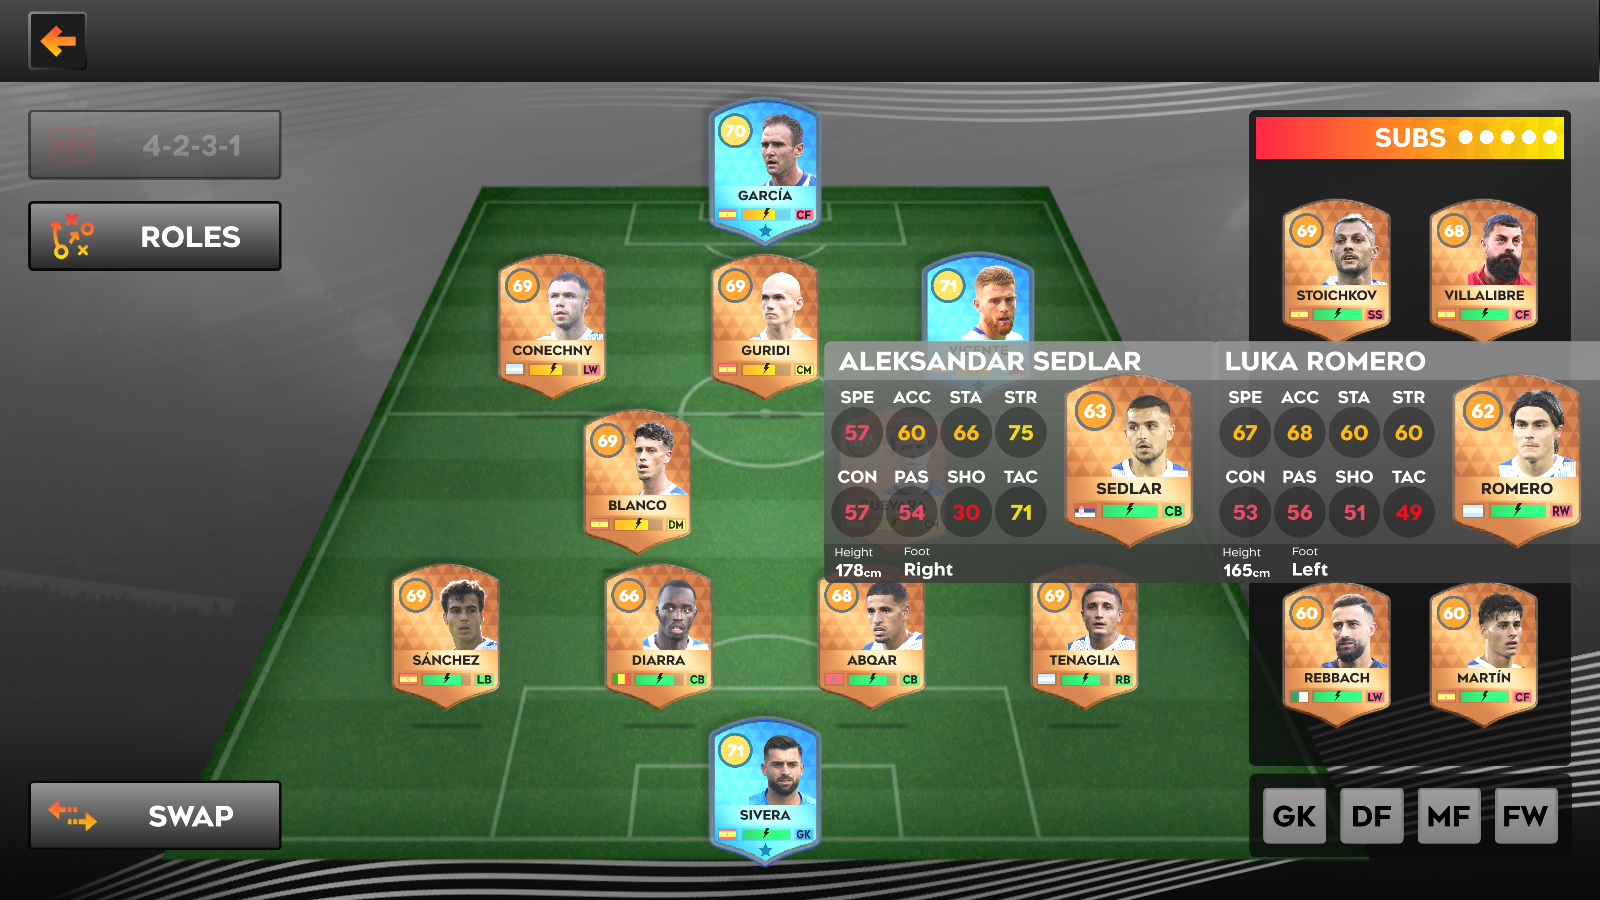 4-2-3-1
ROLES
SWAP
70
GARCÍA
CF
69
CONECHNY
LW
69
GURIDI
CM
71
VICENTE
69
BLANCO
DM
69
SÁNCHEZ
LB
66
DIARRA
CB
68
ABQAR
CB
69
TENAGLIA
RB
71
SIVERA
GK
SUBS
69
STOICHKOV
SS
68
VILLALIBRE
CF
ALEKSANDAR SEDLAR
SPE ACC STA STR
57 60 66 75
CON PAS SHO TAC
57 54 30 71
Height Foot
178cm Right
63
SEDLAR
CB
LUKA ROMERO
SPE ACC STA STR
67 68 60 60
CON PAS SHO TAC
53 56 51 49
Height Foot
165cm Left
62
ROMERO
RW
60
REBBACH
LW
60
MARTÍN
CF
GK DF MF FW